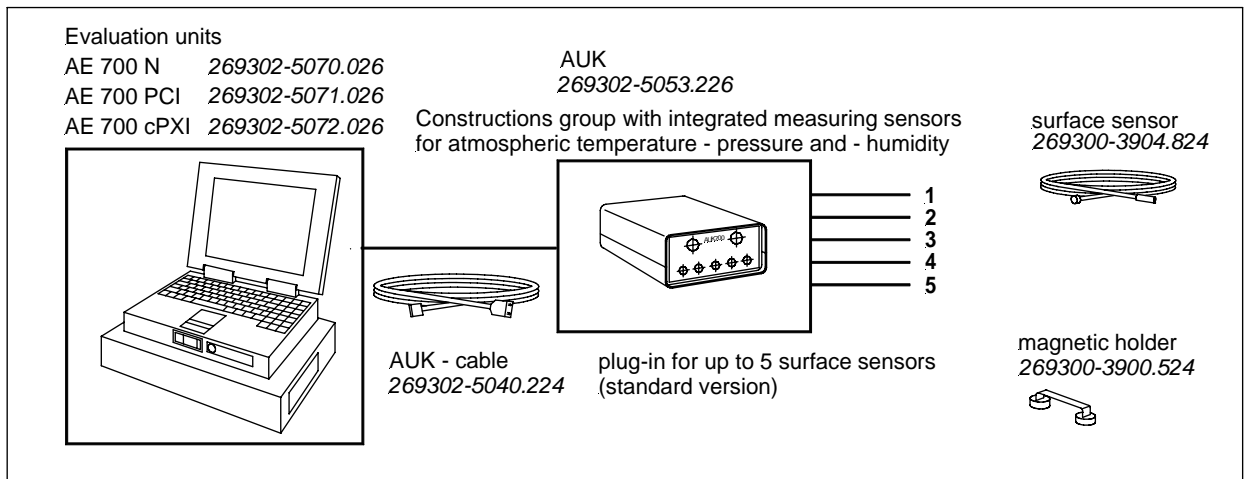 Evaluation units
AE 700 N 269302-5070.026
AE 700 PCI 269302-5071.026
AE 700 cPXI 269302-5072.026
AUK
269302-5053.226
Constructions group with integrated measuring sensors
for atmospheric temperature - pressure and - humidity
surface sensor
269300-3904.824
AUK200
1
2
3
4
5
AUK - cable
269302-5040.224
plug-in for up to 5 surface sensors
(standard version)
magnetic holder
269300-3900.524